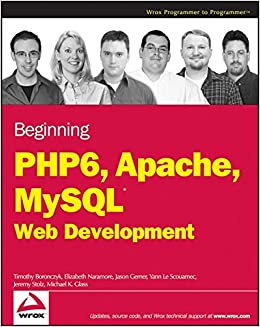 Wrox Programmer to Programmer™
Beginning
PHP6, Apache,
MySQL®
Web Development
Timothy Boronczyk, Elizabeth Naramore, Jason Gerner, Yann Le Scouarnec,
Jeremy Stolz, Michael K. Glass
wrox
Updates, source code, and Wrox technical support at www.wrox.com